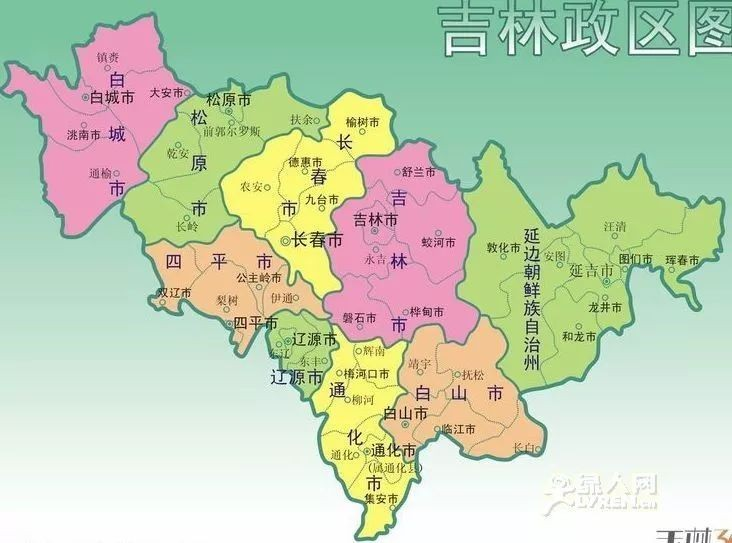 吉林政区图
镇赉
白城市
白城市
大安市
洮南市
通榆
松原市
松原市
前郭尔罗斯
扶余
乾安
长岭
长春市
榆树市
德惠市
农安
九台市
长春市
吉林市
舒兰市
吉林市
蛟河市
永吉
磐石市
桦甸市
延边朝鲜族自治州
敦化市
安图
汪清
延吉市
图们市
珲春市
龙井市
和龙市
四平市
公主岭市
双辽市
梨树
伊通
四平市
辽源市
东辽
东丰
辽源市
通化市
辉南
梅河口市
柳河
通化市
通化
(属通化县)
集安市
白山市
靖宇
抚松
白山市
临江市
长白
绿人网
LVREN.cn